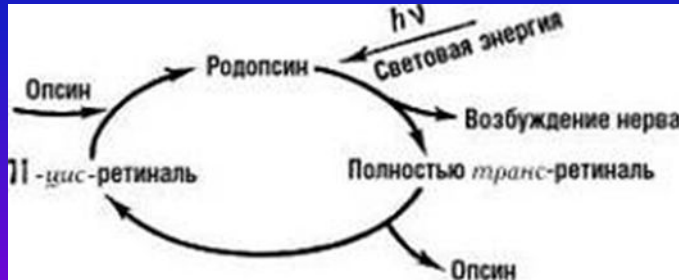 hν
Световая энергия
Родопсин
Опсин
Возбуждение нерва
11-цис-ретиналь
Полностью транс-ретиналь
Опсин